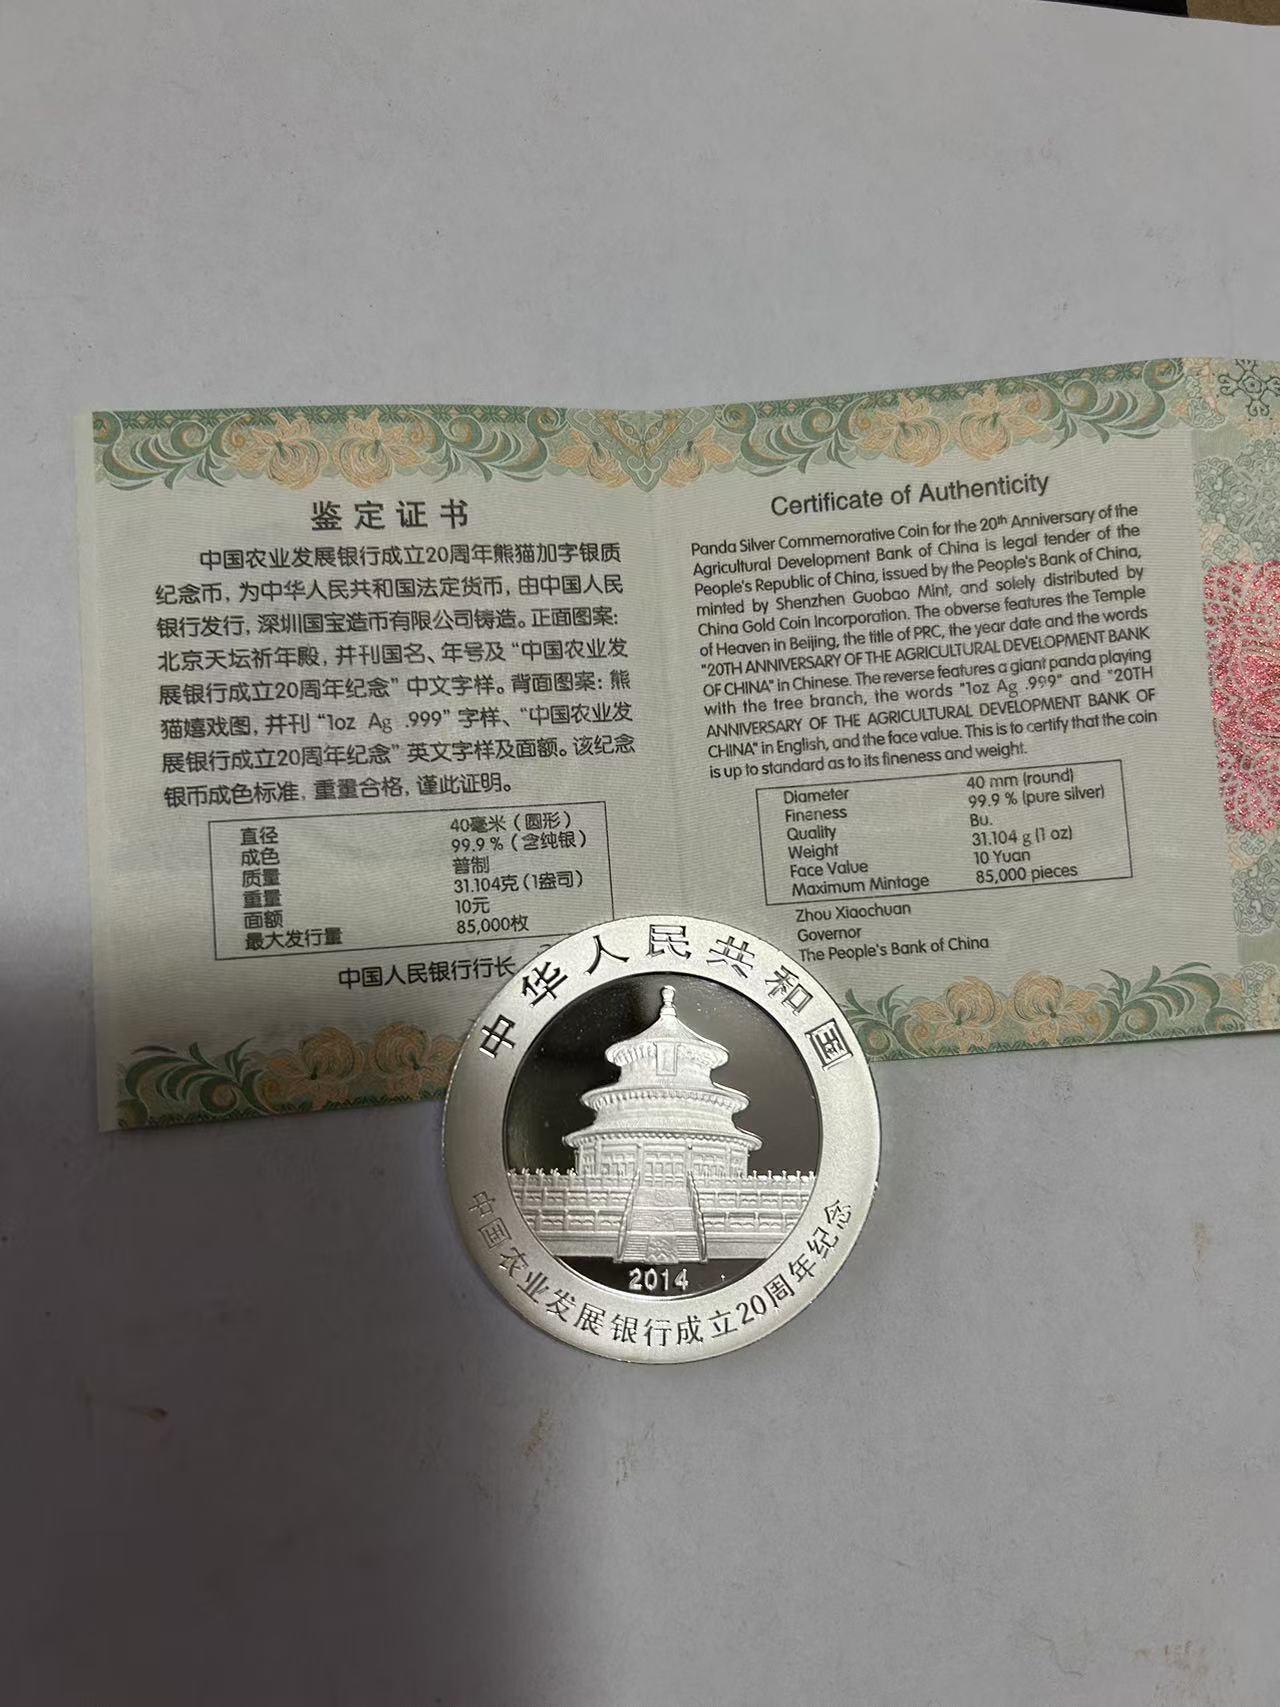 鉴定证书
中国农业发展银行成立20周年熊猫加字银质
纪念币，为中华人民共和国法定货币，由中国人民
银行发行，深圳国宝造币有限公司铸造。正面图案：
北京天坛祈年殿，并刊国名、年号及“中国农业发
展银行成立20周年纪念”中文字样。背面图案：熊
猫嬉戏图，并刊“1oz Ag .999”字样、“中国农业发
展银行成立20周年纪念”英文字样及面额。该纪念
银币成色标准，重量合格，谨此证明。
直径 40毫米（圆形）
成色 99.9%（含纯银）
质量 普制
重量 31.104克（1盎司）
面额 10元
最大发行量 85,000枚
中国人民银行行长
Certificate of Authenticity
Panda Silver Commemorative Coin for the 20th Anniversary of the
Agricultural Development Bank of China is legal tender of the
People's Republic of China, issued by the People's Bank of China,
minted by Shenzhen Guobao Mint, and solely distributed by
China Gold Coin Incorporation. The obverse features the Temple
of Heaven in Beijing, the title of PRC, the year date and the words
"20TH ANNIVERSARY OF THE AGRICULTURAL DEVELOPMENT BANK
OF CHINA" in Chinese. The reverse features a giant panda playing
with the tree branch, the words "1oz Ag .999" and "20TH
ANNIVERSARY OF THE AGRICULTURAL DEVELOPMENT BANK OF
CHINA" in English, and the face value. This is to certify that the coin
is up to standard as to its fineness and weight.
Diameter 40 mm (round)
Fineness 99.9 % (pure silver)
Quality Bu.
Weight 31.104 g (1 oz)
Face Value 10 Yuan
Maximum Mintage 85,000 pieces
Zhou Xiaochuan
Governor
The People's Bank of China
中华人民共和国
2014
中国农业发展银行成立20周年纪念